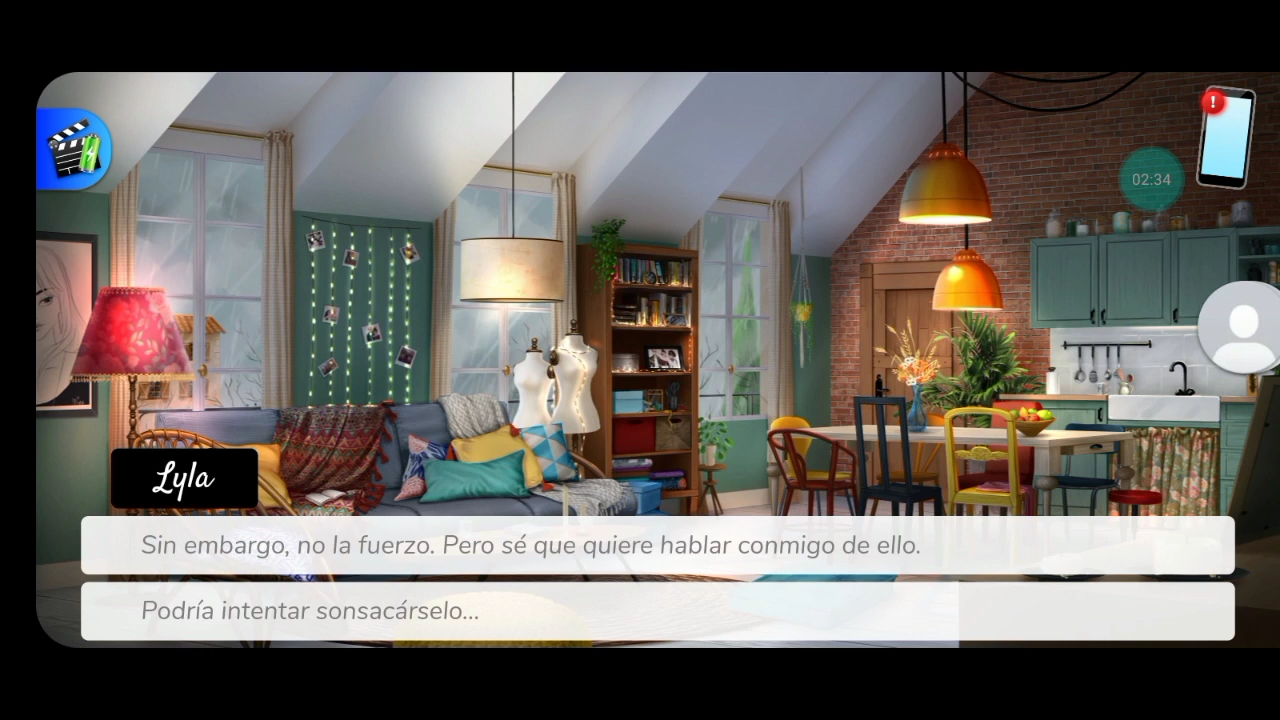 !
02:34
Lyla
Sin embargo, no la fuerzo. Pero sé que quiere hablar conmigo de ello.
Podría intentar sonsacárselo...